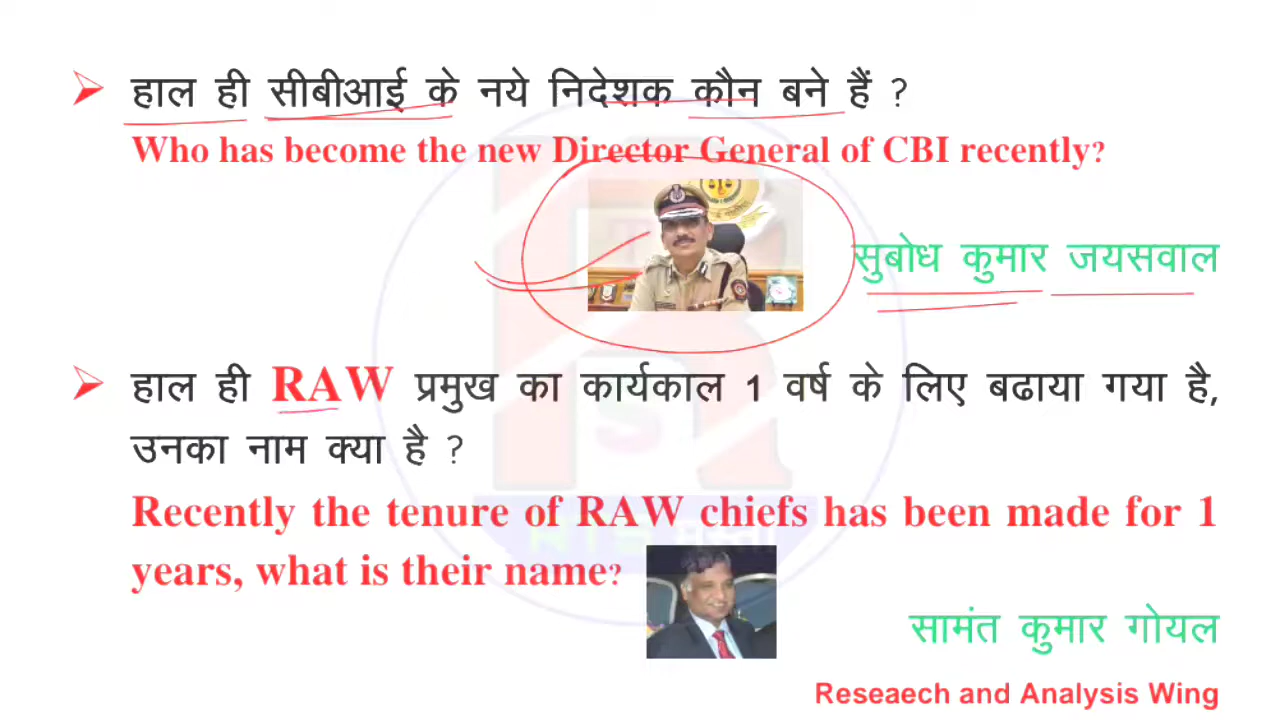 हाल ही सीबीआई के नये निदेशक कौन बने हैं ?
Who has become the new Director General of CBI recently?
सुबोध कुमार जयसवाल
हाल ही RAW प्रमुख का कार्यकाल 1 वर्ष के लिए बढाया गया है,
उनका नाम क्या है ?
Recently the tenure of RAW chiefs has been made for 1
years, what is their name?
सामंत कुमार गोयल
Reseaech and Analysis Wing